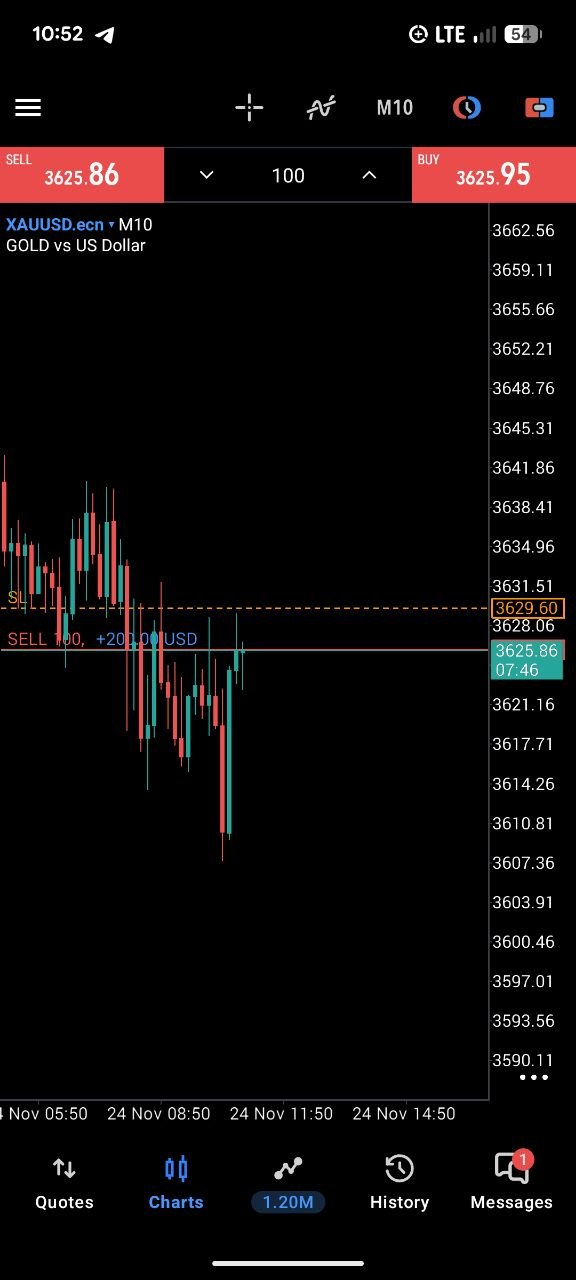 10:52
LTE 54
M10
SELL
3625.86
100
BUY
3625.95
XAUUSD.ecn ▾ M10
GOLD vs US Dollar
3662.56
3659.11
3655.66
3652.21
3648.76
3645.31
3641.86
3638.41
3634.96
3631.51
SL
3629.60
3628.06
SELL 100, +200.00 USD
3625.86
07:46
3621.16
3617.71
3614.26
3610.81
3607.36
3603.91
3600.46
3597.01
3593.56
3590.11
4 Nov 05:50 24 Nov 08:50 24 Nov 11:50 24 Nov 14:50
1
Quotes Charts 1.20M History Messages